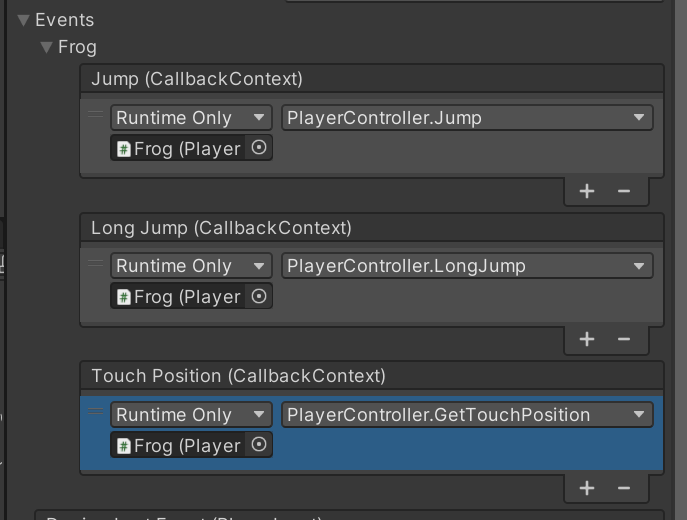 Events
Frog
Jump (CallbackContext)
Runtime Only PlayerController.Jump
Frog (Player
Long Jump (CallbackContext)
Runtime Only PlayerController.LongJump
Frog (Player
Touch Position (CallbackContext)
Runtime Only PlayerController.GetTouchPosition
Frog (Player